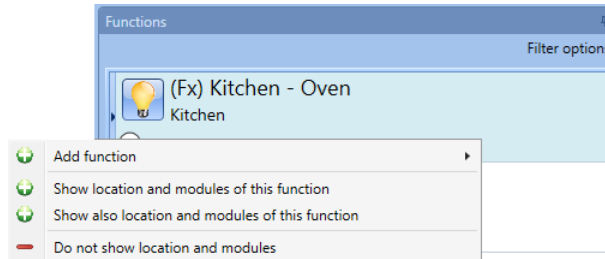 Functions
Filter option
(Fx) Kitchen - Oven
Kitchen
Add function
Show location and modules of this function
Show also location and modules of this function
Do not show location and modules